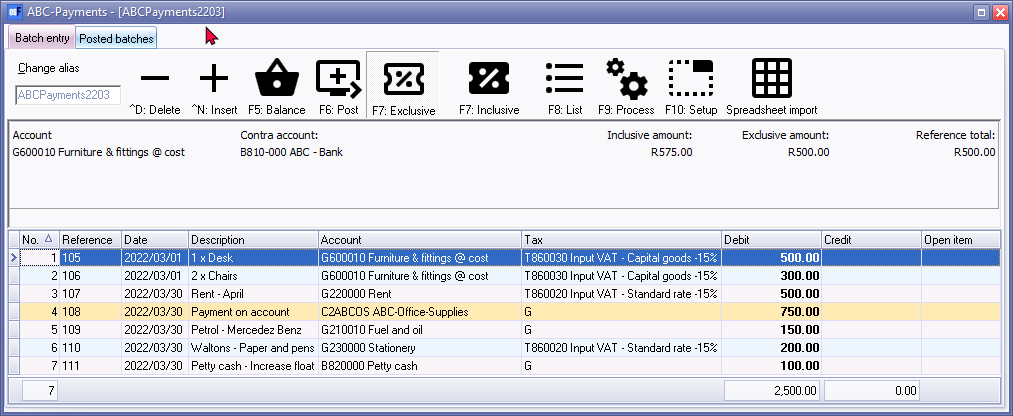 ABC-Payments - [ABCPayments2203]
Batch entry Posted batches
Change alias
ABCPayments2203
^D: Delete ^N: Insert F5: Balance F6: Post F7: Exclusive F7: Inclusive F8: List F9: Process F10: Setup Spreadsheet import
Account Contra account: Inclusive amount: Exclusive amount: Reference total:
G600010 Furniture & fittings @ cost B810-000 ABC - Bank R575.00 R500.00 R500.00
No. Reference Date Description Account Tax Debit Credit Open item
1 105 2022/03/01 1 x Desk G600010 Furniture & fittings @ cost T860030 Input VAT - Capital goods -15% 500.00
2 106 2022/03/01 2 x Chairs G600010 Furniture & fittings @ cost T860030 Input VAT - Capital goods -15% 300.00
3 107 2022/03/30 Rent - April G220000 Rent T860020 Input VAT - Standard rate -15% 500.00
4 108 2022/03/30 Payment on account C2ABCOS ABC-Office-Supplies G 750.00
5 109 2022/03/30 Petrol - Mercedez Benz G210010 Fuel and oil G 150.00
6 110 2022/03/30 Waltons - Paper and pens G230000 Stationery T860020 Input VAT - Standard rate -15% 200.00
7 111 2022/03/30 Petty cash - Increase float B820000 Petty cash G 100.00
7 2,500.00 0.00